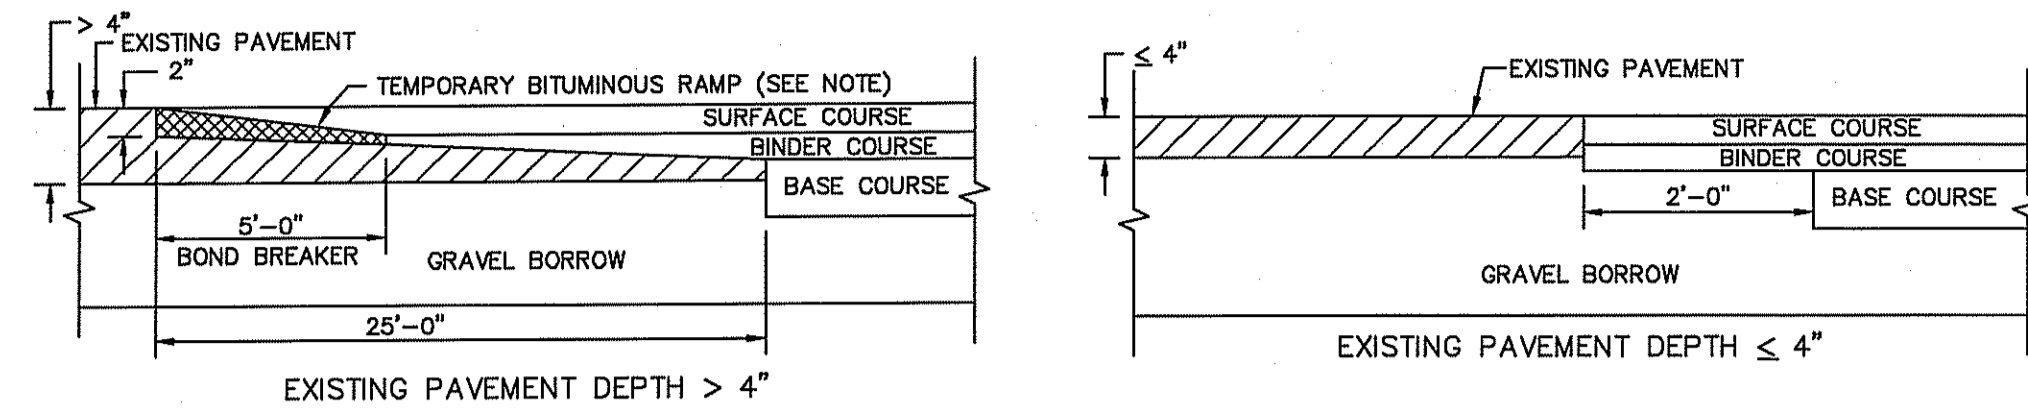 > 4"
EXISTING PAVEMENT
2"
TEMPORARY BITUMINOUS RAMP (SEE NOTE)
SURFACE COURSE
BINDER COURSE
BASE COURSE
5'-0"
BOND BREAKER
GRAVEL BORROW
25'-0"
EXISTING PAVEMENT DEPTH > 4"
≤ 4"
EXISTING PAVEMENT
SURFACE COURSE
BINDER COURSE
2'-0"
BASE COURSE
GRAVEL BORROW
EXISTING PAVEMENT DEPTH ≤ 4"